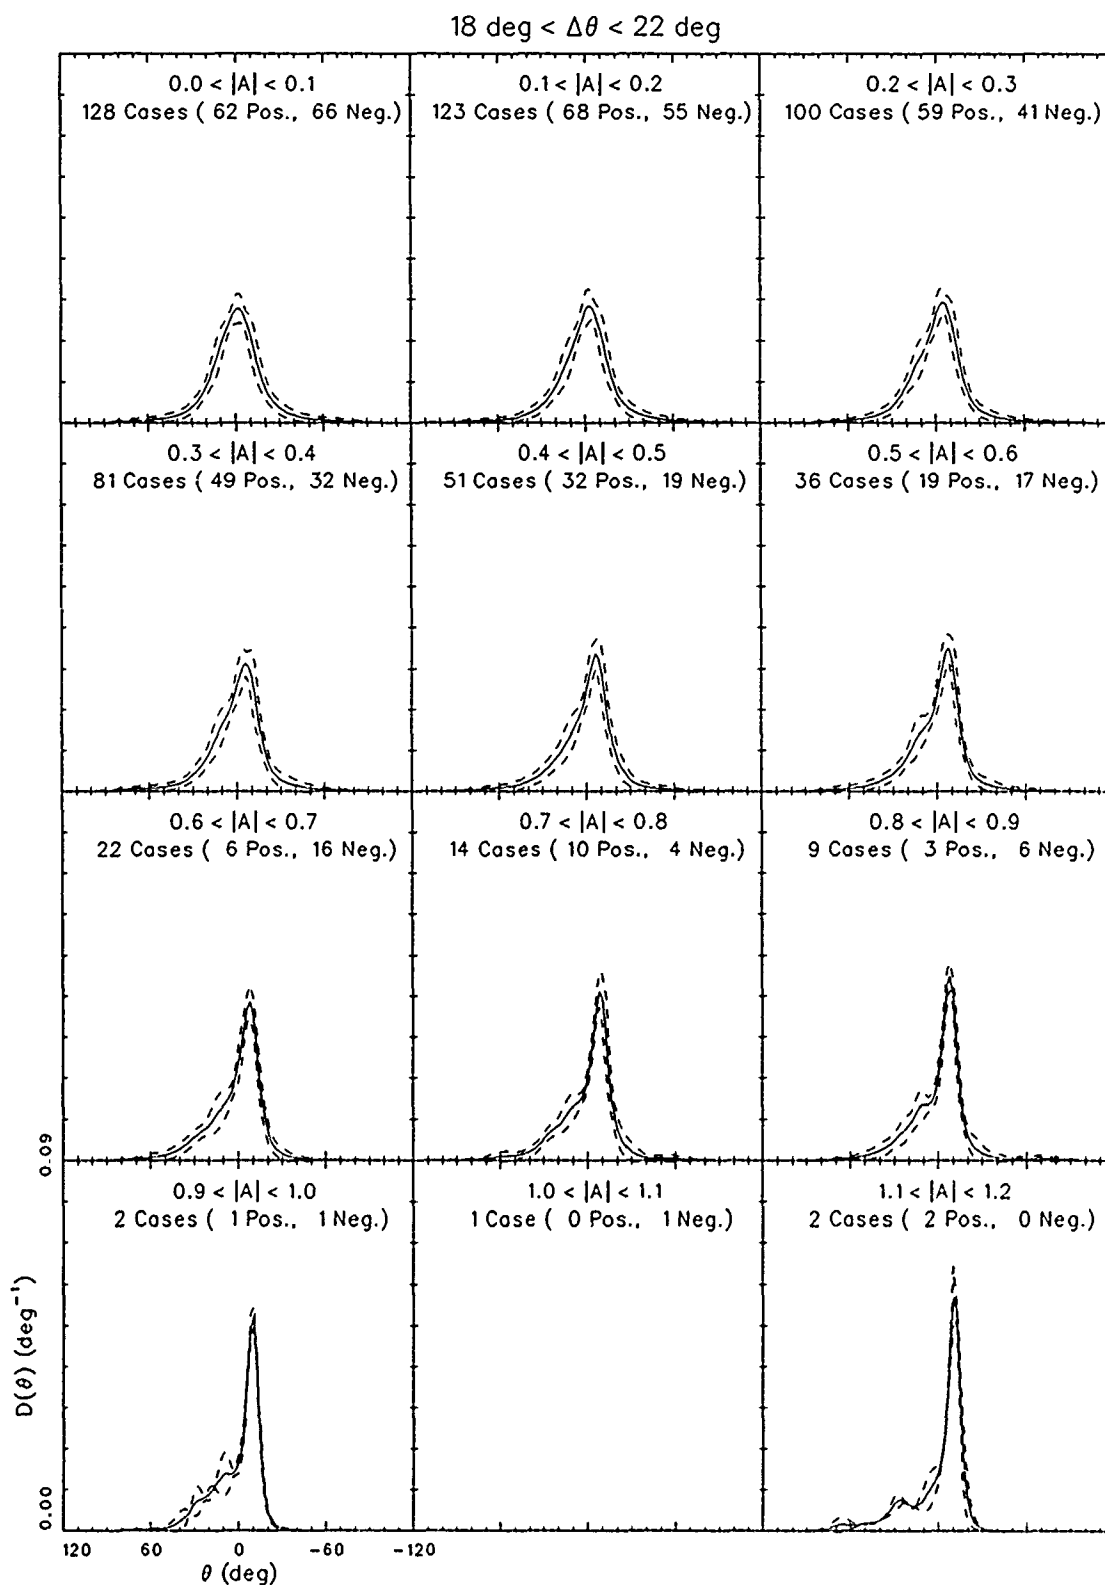 18 deg < Δθ < 22 deg
0.0 < |A| < 0.1
128 Cases ( 62 Pos., 66 Neg.)
0.1 < |A| < 0.2
123 Cases ( 68 Pos., 55 Neg.)
0.2 < |A| < 0.3
100 Cases ( 59 Pos., 41 Neg.)
0.3 < |A| < 0.4
81 Cases ( 49 Pos., 32 Neg.)
0.4 < |A| < 0.5
51 Cases ( 32 Pos., 19 Neg.)
0.5 < |A| < 0.6
36 Cases ( 19 Pos., 17 Neg.)
0.6 < |A| < 0.7
22 Cases ( 6 Pos., 16 Neg.)
0.7 < |A| < 0.8
14 Cases ( 10 Pos., 4 Neg.)
0.8 < |A| < 0.9
9 Cases ( 3 Pos., 6 Neg.)
0.9 < |A| < 1.0
2 Cases ( 1 Pos., 1 Neg.)
1.0 < |A| < 1.1
1 Case ( 0 Pos., 1 Neg.)
1.1 < |A| < 1.2
2 Cases ( 2 Pos., 0 Neg.)
0.09
D(θ) (deg⁻¹)
0.00
120 60 0 -60 -120
θ (deg)